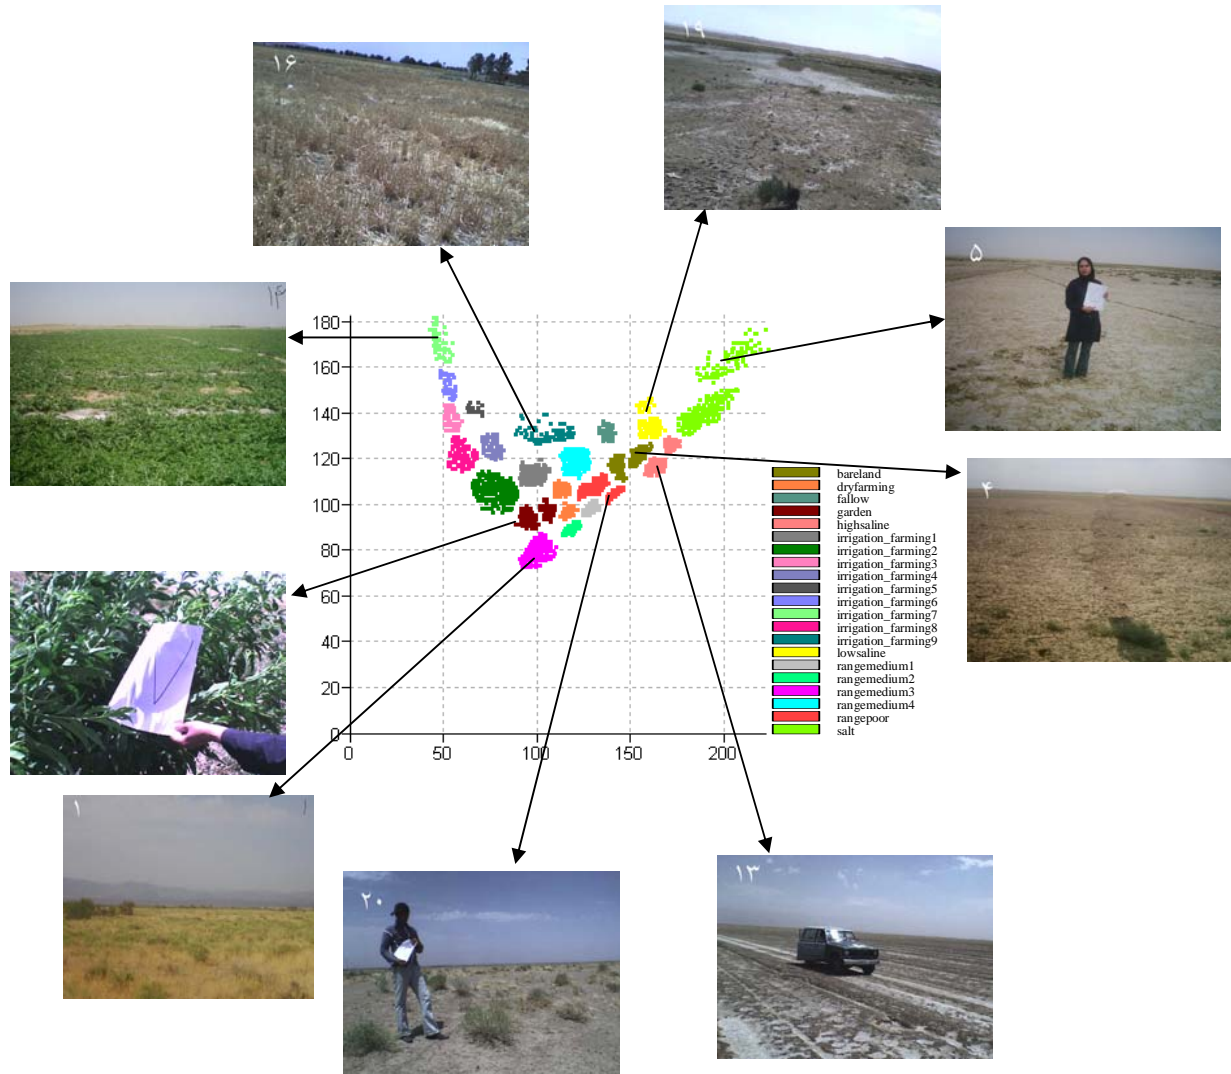 ۱۶
۱۹
۵
۱۴
180
160
140
120
100
80
60
40
20
0
0 50 100 150 200
bareland
dryfarming
fallow
garden
highsaline
irrigation_farming1
irrigation_farming2
irrigation_farming3
irrigation_farming4
irrigation_farming5
irrigation_farming6
irrigation_farming7
irrigation_farming8
irrigation_farming9
lowsaline
rangemedium1
rangemedium2
rangemedium3
rangemedium4
rangepoor
salt
۴
۷
۱
۲۰
۱۳